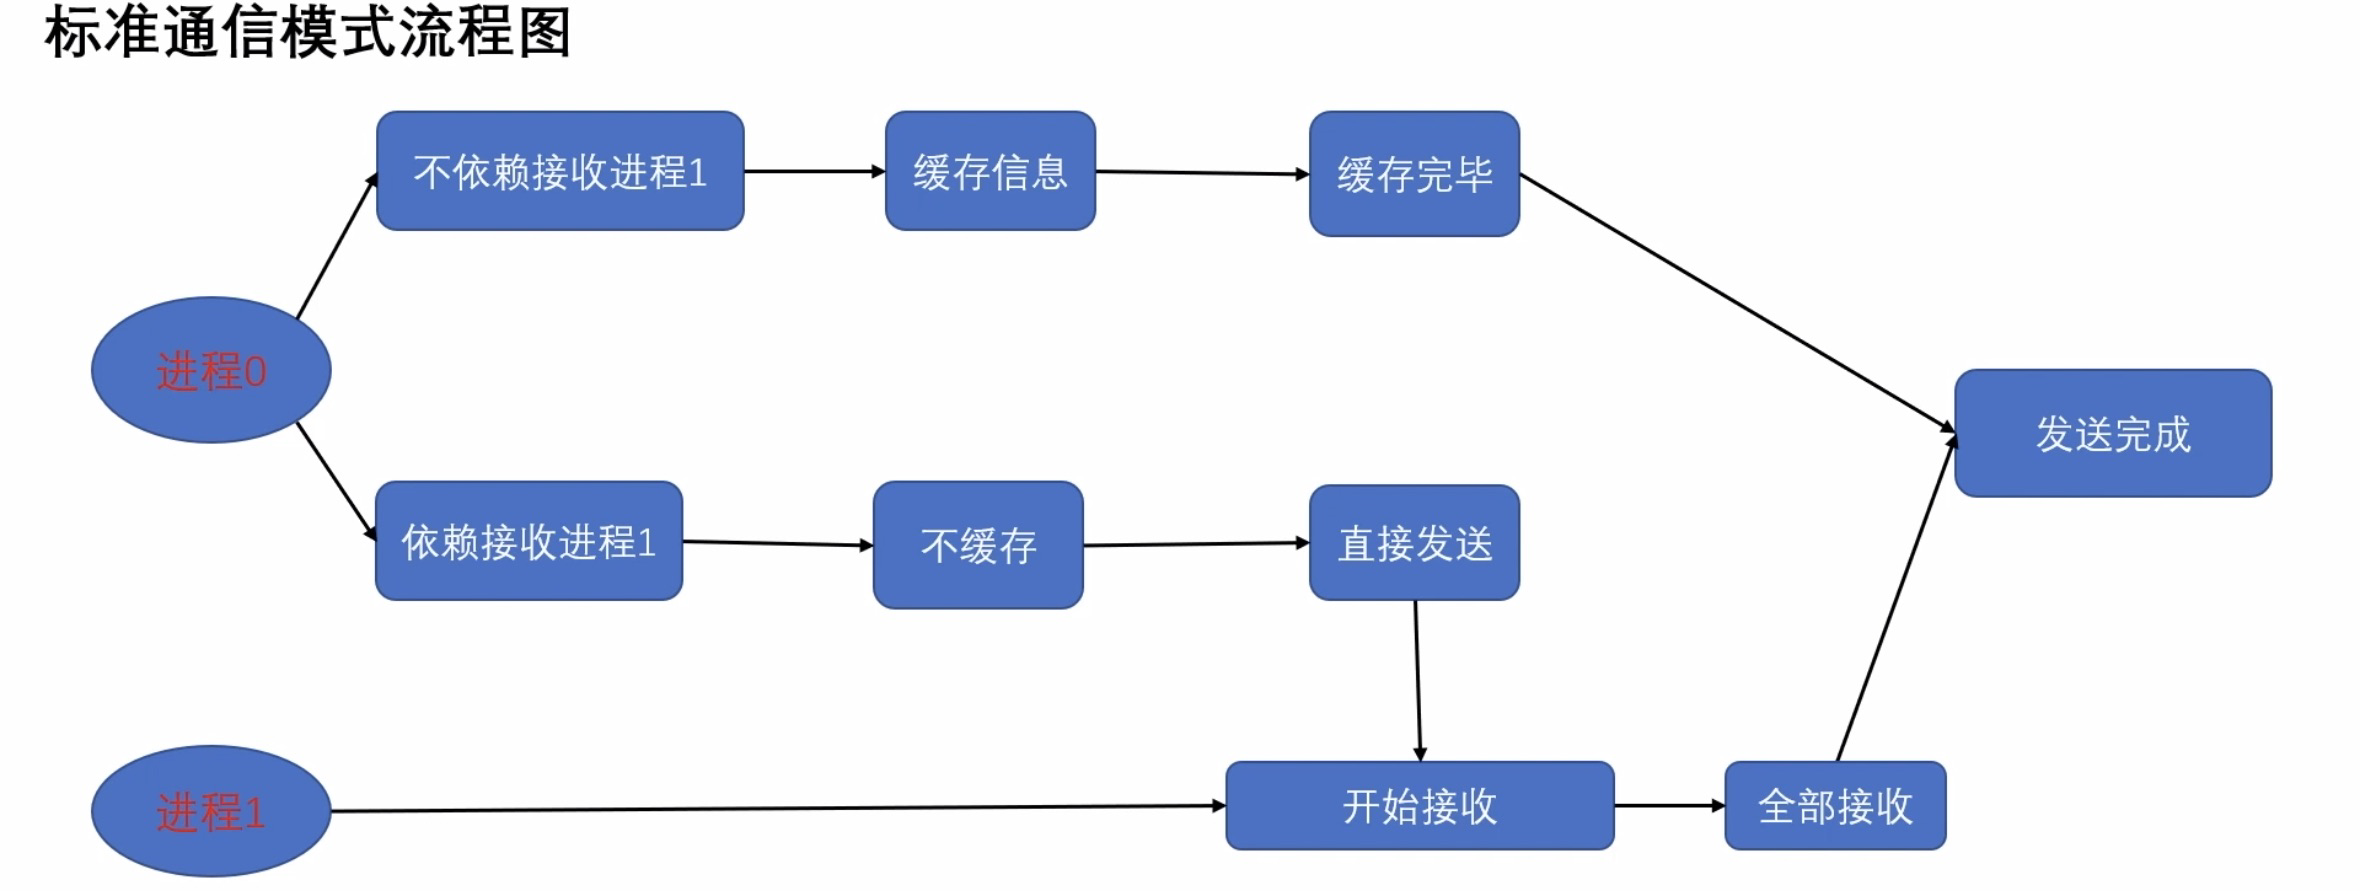 标准通信模式流程图
不依赖接收进程1
缓存信息
缓存完毕
进程0
发送完成
依赖接收进程1
不缓存
直接发送
进程1
开始接收
全部接收